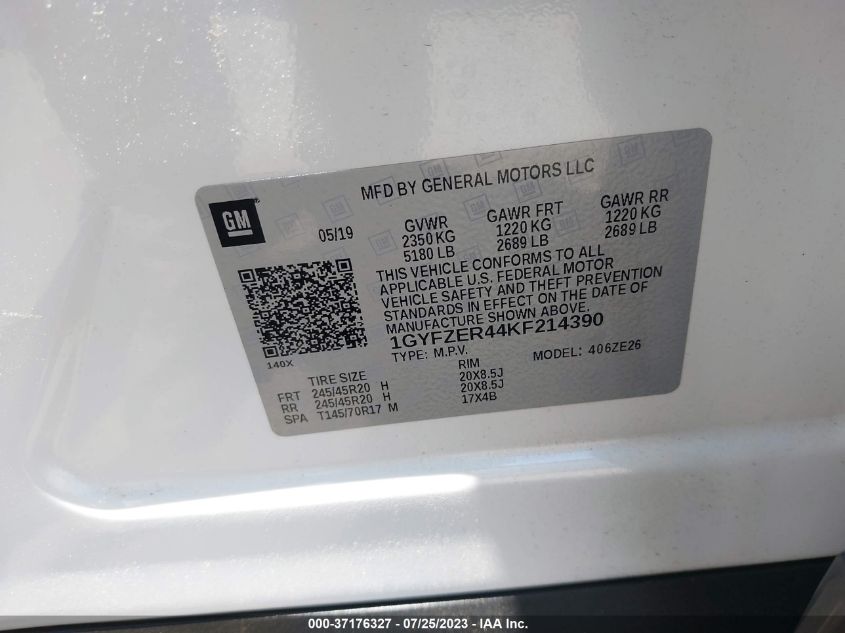 MFD BY GENERAL MOTORS LLC
GM
05/19
GVWR GAWR FRT GAWR RR
2350 KG 1220 KG 1220 KG
5180 LB 2689 LB 2689 LB
THIS VEHICLE CONFORMS TO ALL
APPLICABLE U.S. FEDERAL MOTOR
VEHICLE SAFETY AND THEFT PREVENTION
STANDARDS IN EFFECT ON THE DATE OF
MANUFACTURE SHOWN ABOVE.
1GYFZER44KF214390
140X
TYPE: M.P.V. MODEL: 406ZE26
TIRE SIZE RIM
FRT 245/45R20 H 20X8.5J
RR 245/45R20 H 20X8.5J
SPA T145/70R17 M 17X4B
000-37176327 - 07/25/2023 - IAA Inc.